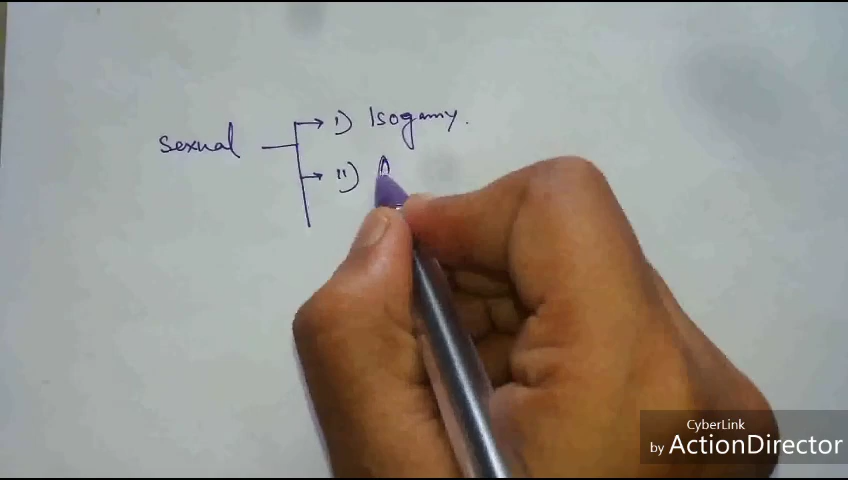 sexual
i) Isogamy.
ii) A
CyberLink
by ActionDirector